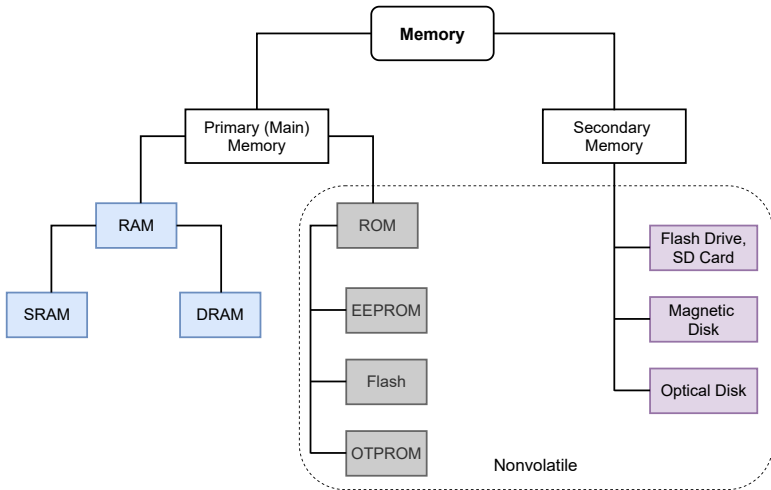 Memory
Primary (Main)
Memory
Secondary
Memory
RAM
ROM
Flash Drive,
SD Card
SRAM
DRAM
EEPROM
Magnetic
Disk
Flash
Optical Disk
OTPROM
Nonvolatile